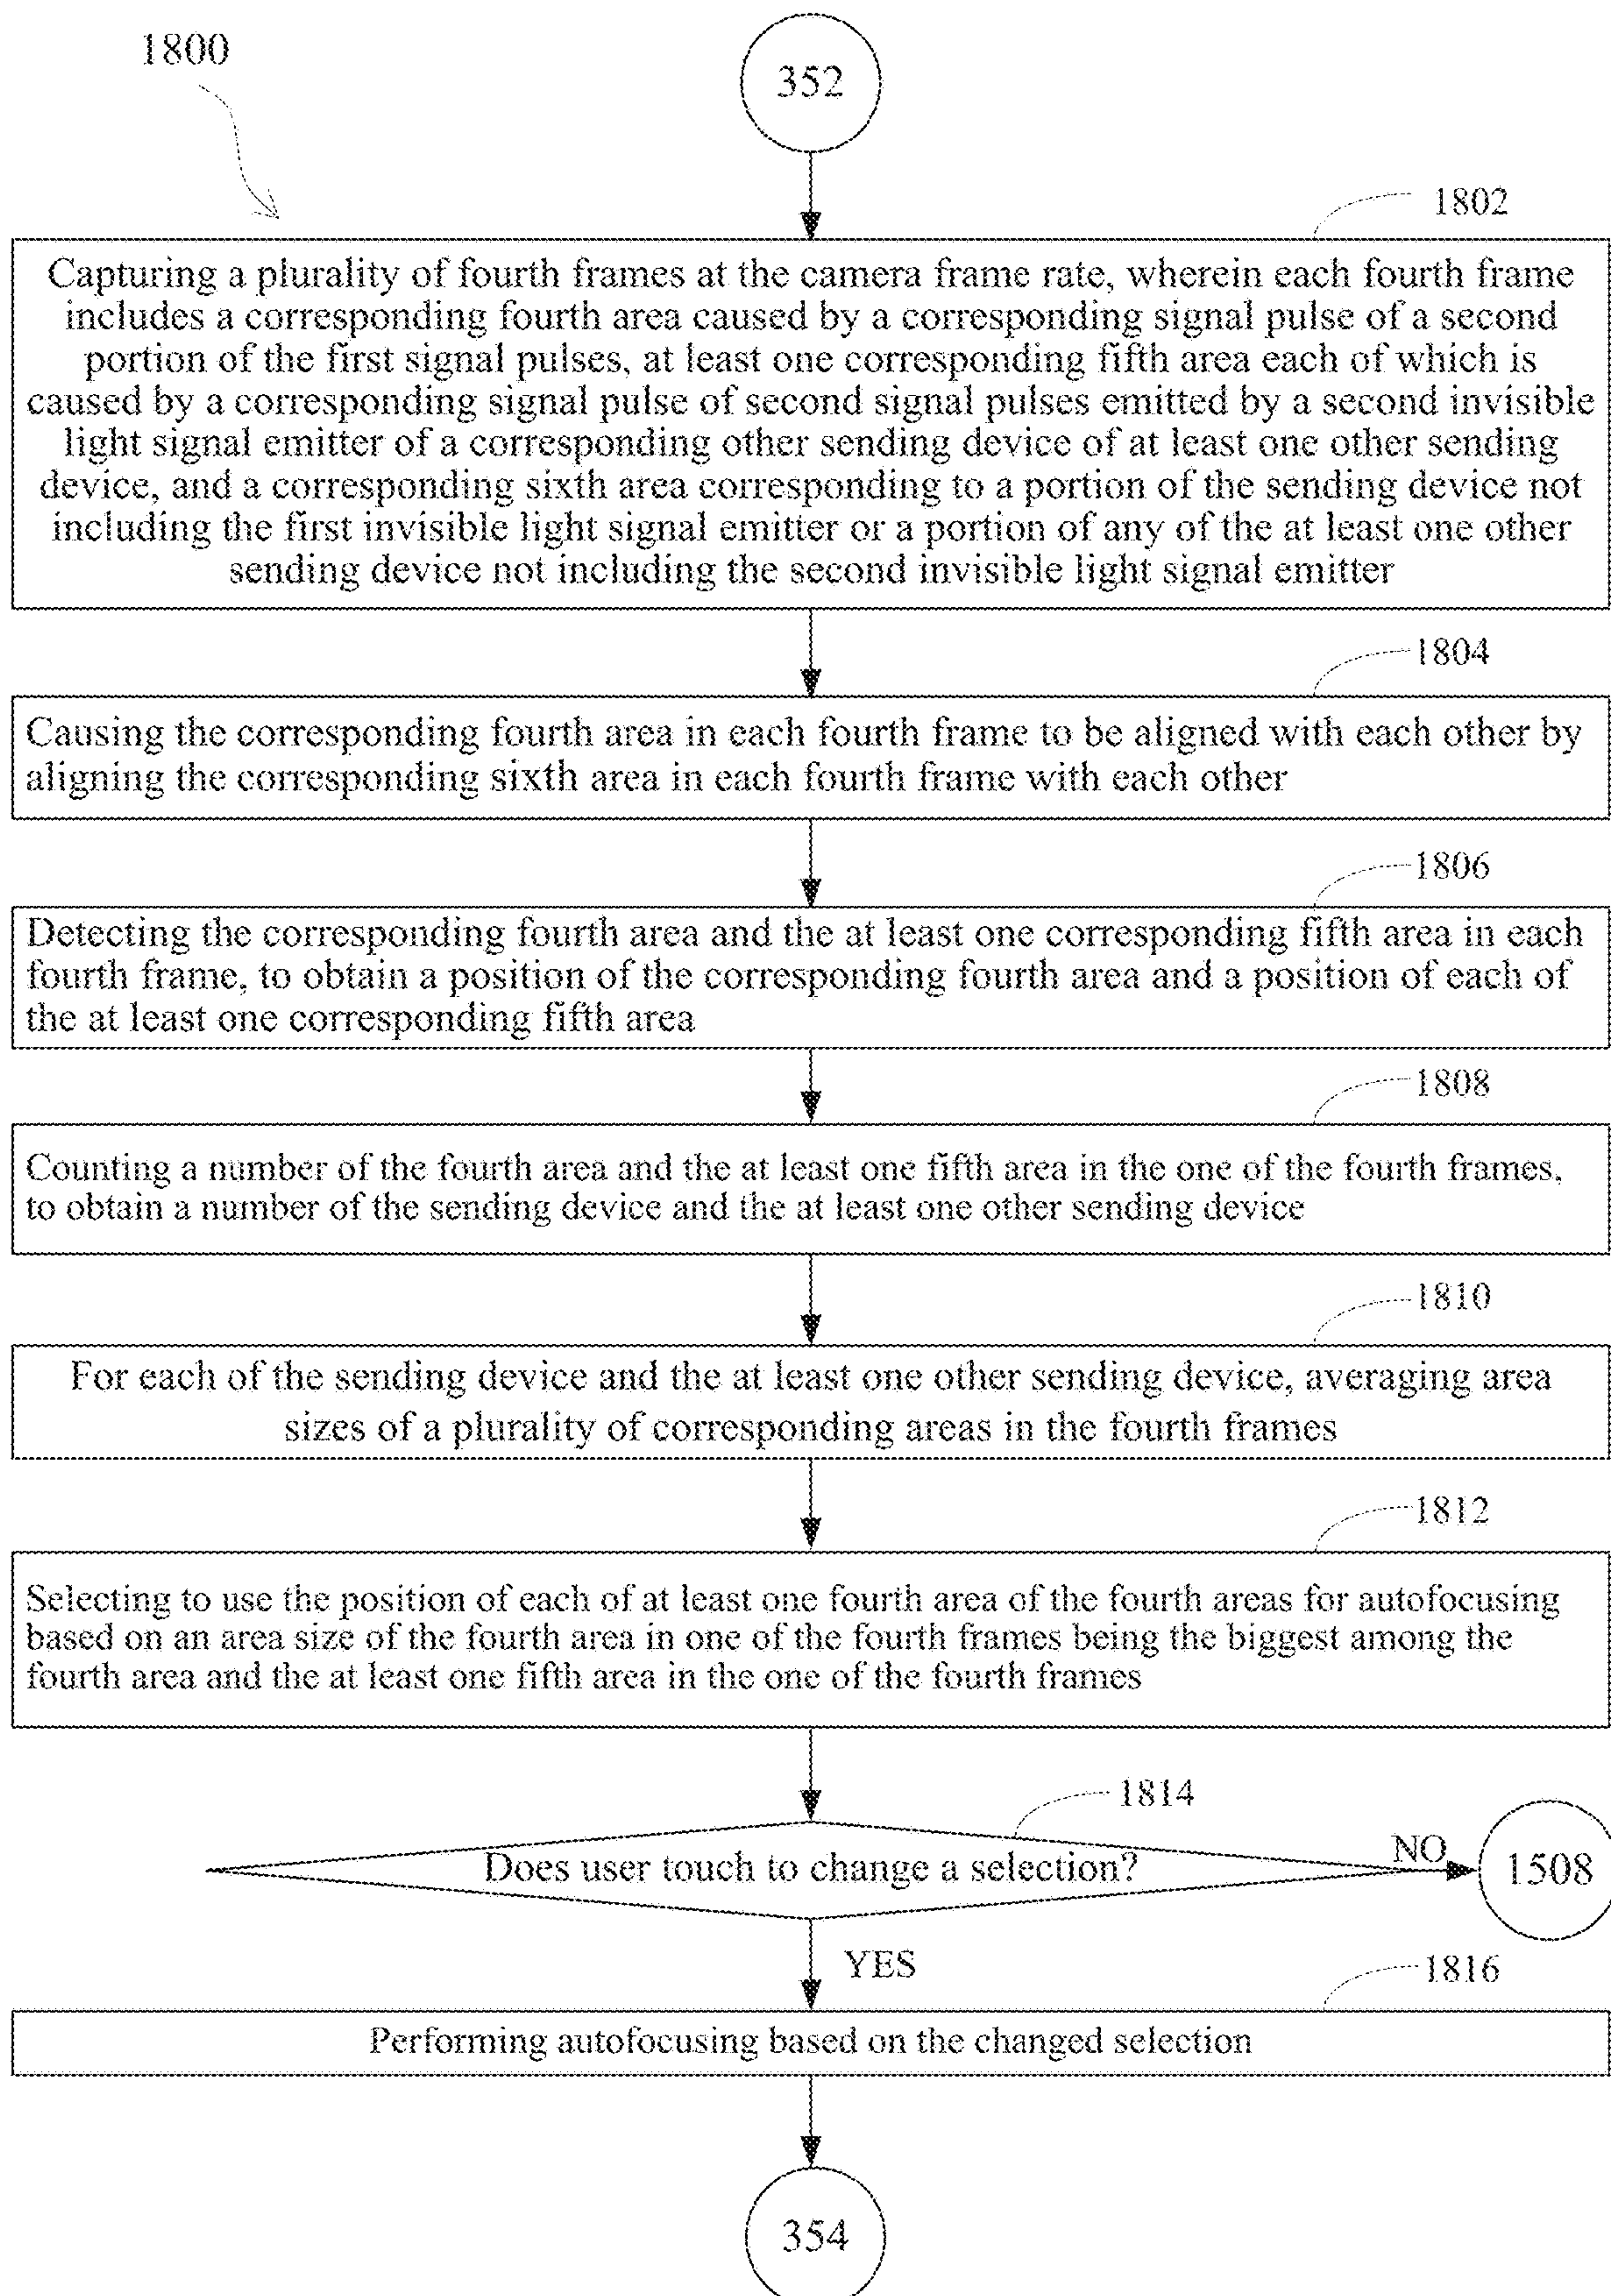 1800
352
1802
Capturing a plurality of fourth frames at the camera frame rate, wherein each fourth frame
includes a corresponding fourth area caused by a corresponding signal pulse of a second
portion of the first signal pulses, at least one corresponding fifth area each of which is
caused by a corresponding signal pulse of second signal pulses emitted by a second invisible
light signal emitter of a corresponding other sending device of at least one other sending
device, and a corresponding sixth area corresponding to a portion of the sending device not
including the first invisible light signal emitter or a portion of any of the at least one other
sending device not including the second invisible light signal emitter
1804
Causing the corresponding fourth area in each fourth frame to be aligned with each other by
aligning the corresponding sixth area in each fourth frame with each other
1806
Detecting the corresponding fourth area and the at least one corresponding fifth area in each
fourth frame, to obtain a position of the corresponding fourth area and a position of each of
the at least one corresponding fifth area
1808
Counting a number of the fourth area and the at least one fifth area in the one of the fourth frames,
to obtain a number of the sending device and the at least one other sending device
1810
For each of the sending device and the at least one other sending device, averaging area
sizes of a plurality of corresponding areas in the fourth frames
1812
Selecting to use the position of each of at least one fourth area of the fourth areas for autofocusing
based on an area size of the fourth area in one of the fourth frames being the biggest among the
fourth area and the at least one fifth area in the one of the fourth frames
1814
Does user touch to change a selection?
NO
1508
YES
1816
Performing autofocusing based on the changed selection
354